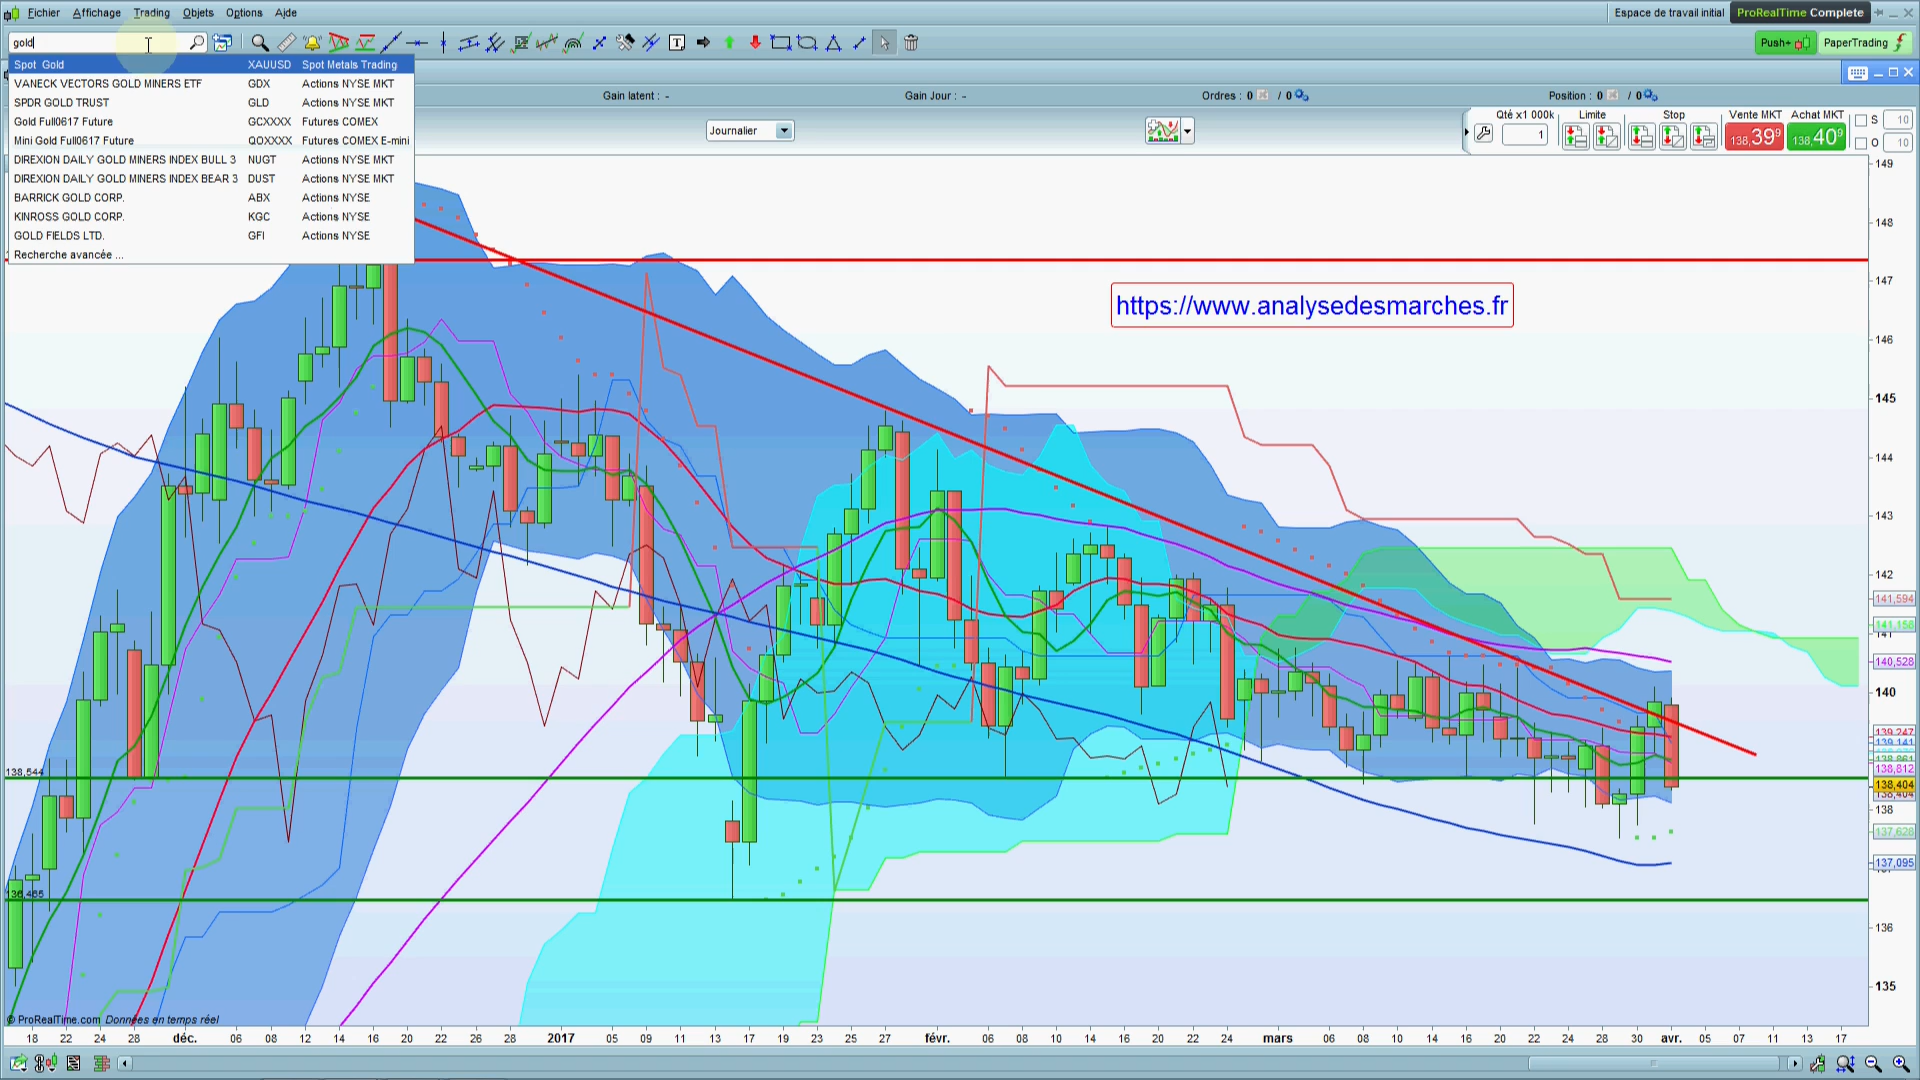 Fichier Affichage Trading Objets Options Aide
Espace de travail initial ProRealTime Complete
gold
Push+ PaperTrading
Spot Gold XAUUSD Spot Metals Trading
VANECK VECTORS GOLD MINERS ETF GDX Actions NYSE MKT
SPDR GOLD TRUST GLD Actions NYSE MKT
Gold Full0617 Future GCXXXX Futures COMEX
Mini Gold Full0617 Future QOXXXX Futures COMEX E-mini
DIREXION DAILY GOLD MINERS INDEX BULL 3 NUGT Actions NYSE MKT
DIREXION DAILY GOLD MINERS INDEX BEAR 3 DUST Actions NYSE MKT
BARRICK GOLD CORP. ABX Actions NYSE
KINROSS GOLD CORP. KGC Actions NYSE
GOLD FIELDS LTD. GFI Actions NYSE
Recherche avancée ...
Gain latent : - Gain Jour : - Ordres : 0 / 0 Position : 0 / 0
Journalier
Qté x1 000k Limite Stop Vente MKT Achat MKT S 10
1 138,39⁹ 138,40⁹ O 10
https://www.analysedesmarches.fr
149
148
147
146
145
144
143
142
141,594
141,158
141
140,528
140
139,247
139,141
138,812
138,404
138
137,628
137,095
136
135
138,544
© ProRealTime.com Données en temps réel
18 22 24 28 déc. 06 08 12 14 16 20 22 26 28 2017 05 09 11 13 17 19 23 25 27 févr. 06 08 10 14 16 20 22 24 mars 06 08 10 14 16 20 22 24 28 30 avr. 05 07 11 13 17